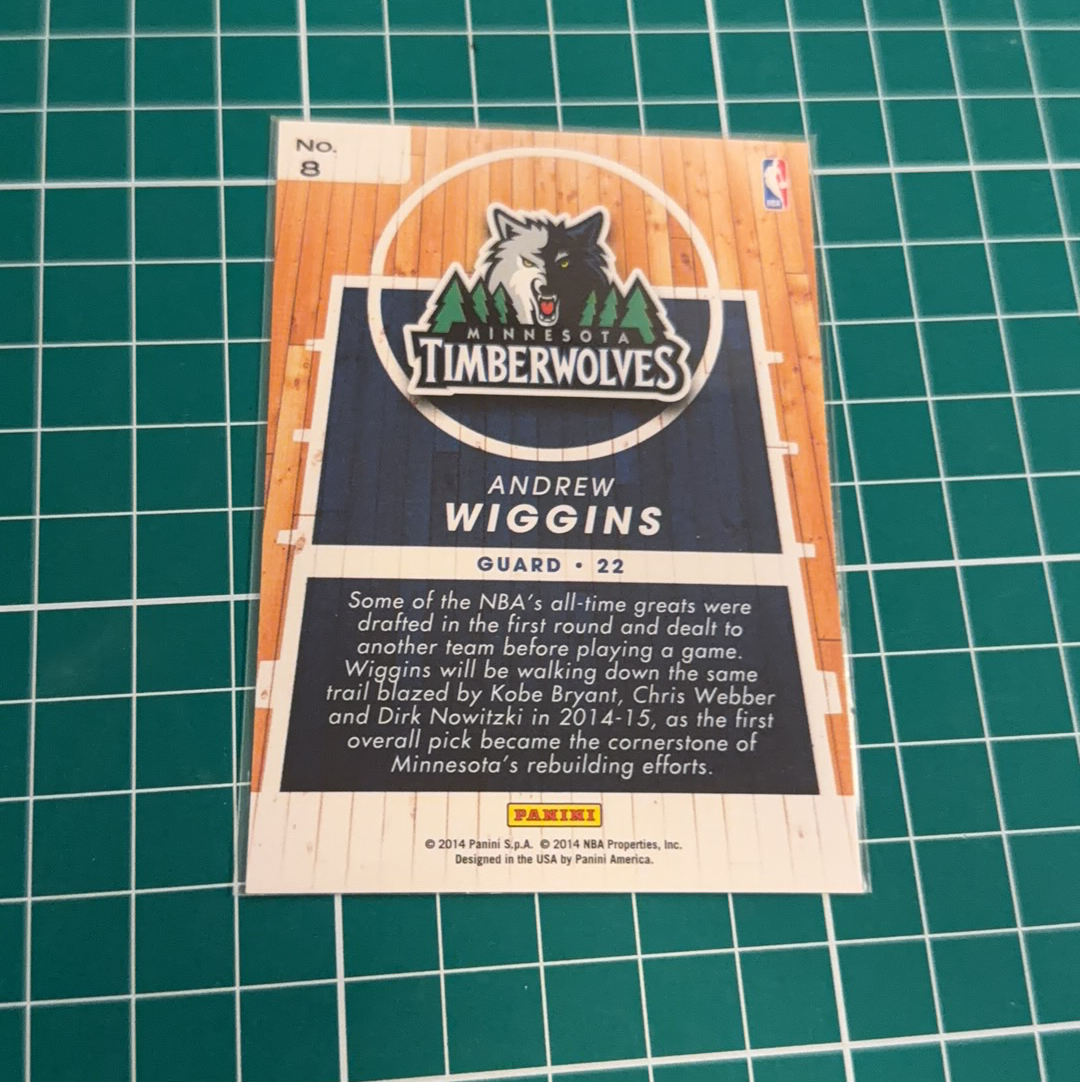 No.
8
NBA
MINNESOTA
TIMBERWOLVES
ANDREW
WIGGINS
GUARD • 22
Some of the NBA's all-time greats were
drafted in the first round and dealt to
another team before playing a game.
Wiggins will be walking down the same
trail blazed by Kobe Bryant, Chris Webber
and Dirk Nowitzki in 2014-15, as the first
overall pick became the cornerstone of
Minnesota's rebuilding efforts.
PANINI
© 2014 Panini S.p.A. © 2014 NBA Properties, Inc.
Designed in the USA by Panini America.